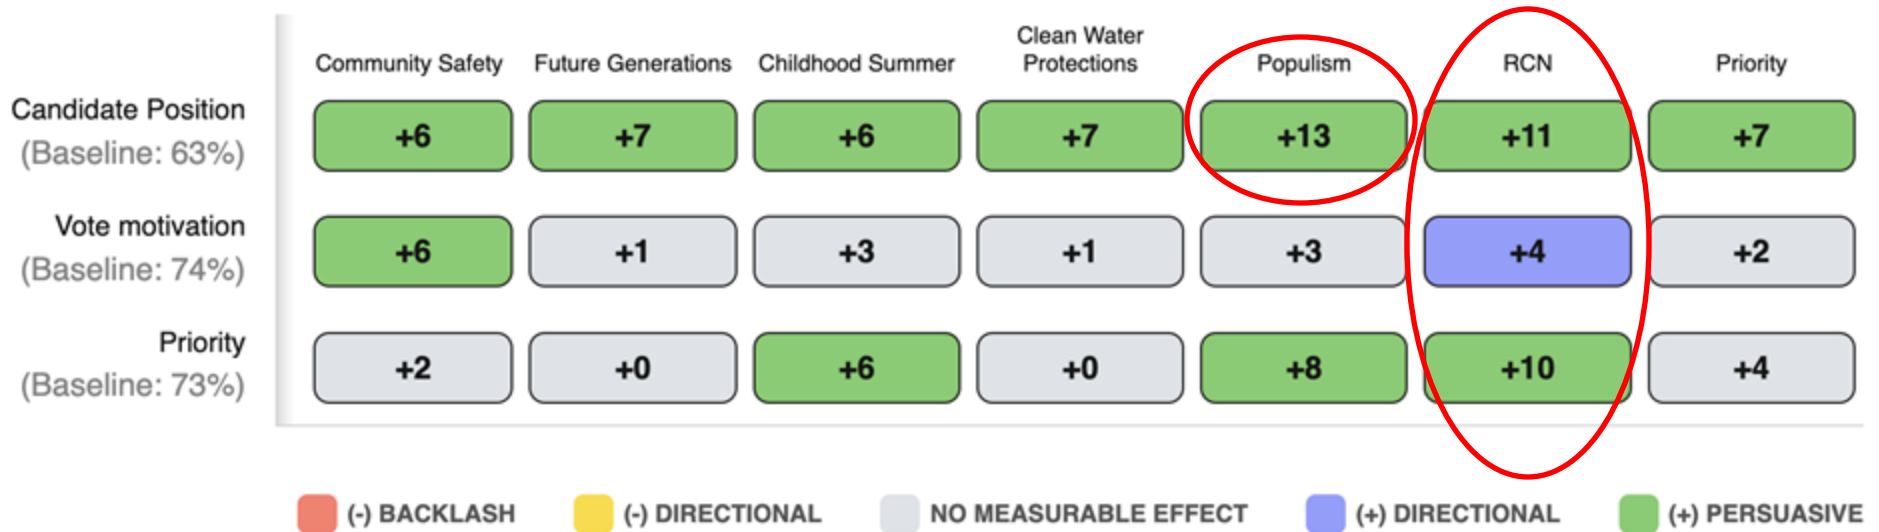 Community Safety Future Generations Childhood Summer Clean Water Protections Populism RCN Priority
Candidate Position
(Baseline: 63%)
+6 +7 +6 +7 +13 +11 +7
Vote motivation
(Baseline: 74%)
+6 +1 +3 +1 +3 +4 +2
Priority
(Baseline: 73%)
+2 +0 +6 +0 +8 +10 +4
(-) BACKLASH (-) DIRECTIONAL NO MEASURABLE EFFECT (+) DIRECTIONAL (+) PERSUASIVE